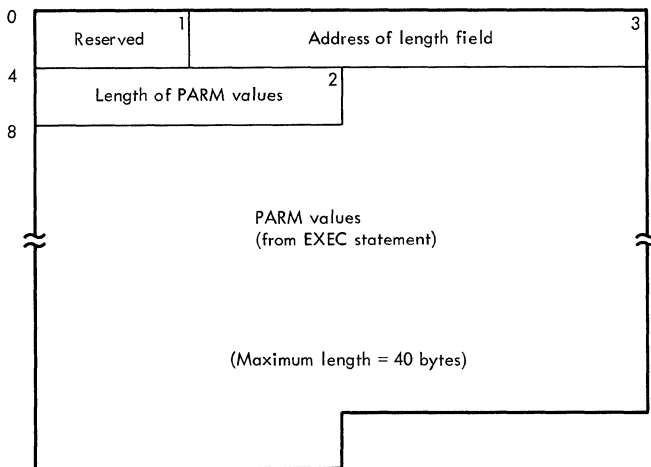 0
Reserved 1
Address of length field 3
4
Length of PARM values 2
8
PARM values
(from EXEC statement)
(Maximum length = 40 bytes)